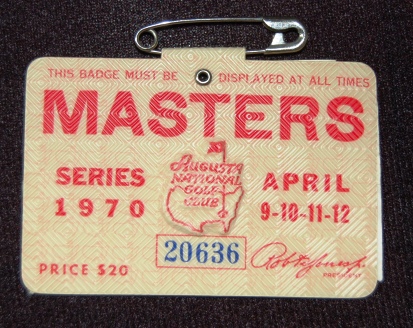 THIS BADGE MUST BE DISPLAYED AT ALL TIMES
MASTERS
SERIES
1970
AUGUSTA
NATIONAL
GOLF
CLUB
APRIL
9-10-11-12
20636
PRICE $20
PRESIDENT